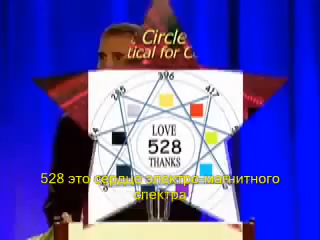 Circle
tical for C
396
285
417
LOVE
528
THANKS
528 это сердце электро-магнитного
спектра